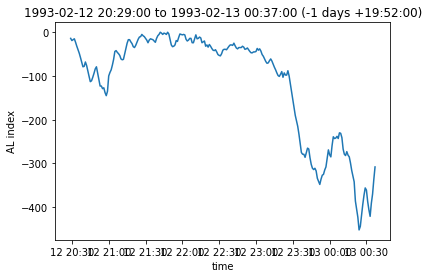 1993-02-12 20:29:00 to 1993-02-13 00:37:00 (-1 days +19:52:00)
0
−100
−200
−300
−400
AL index
12 20:30 12 21:00 12 21:30 12 22:00 12 22:30 12 23:00 12 23:30 13 00:00 13 00:30
time